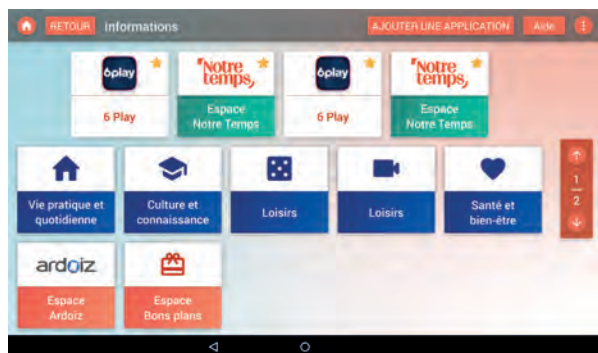 RETOUR Informations AJOUTER UNE APPLICATION Aide
6play Notre temps, 6play Notre temps,
6 Play Espace Notre Temps 6 Play Espace Notre Temps
Vie pratique et quotidienne
Culture et connaissance
Loisirs
Loisirs
Santé et bien-être
1
2
ardoiz
Espace Ardoiz
Espace Bons plans